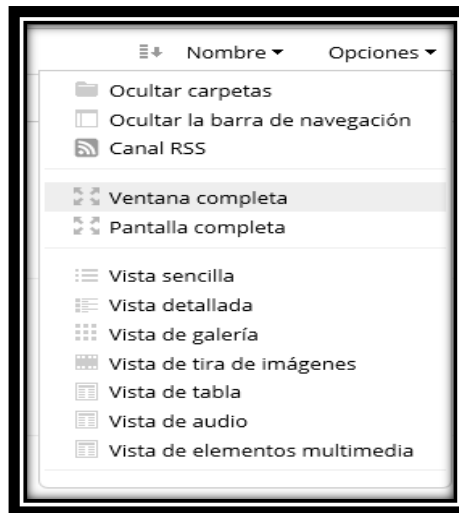 Nombre Opciones
Ocultar carpetas
Ocultar la barra de navegación
Canal RSS
Ventana completa
Pantalla completa
Vista sencilla
Vista detallada
Vista de galería
Vista de tira de imágenes
Vista de tabla
Vista de audio
Vista de elementos multimedia